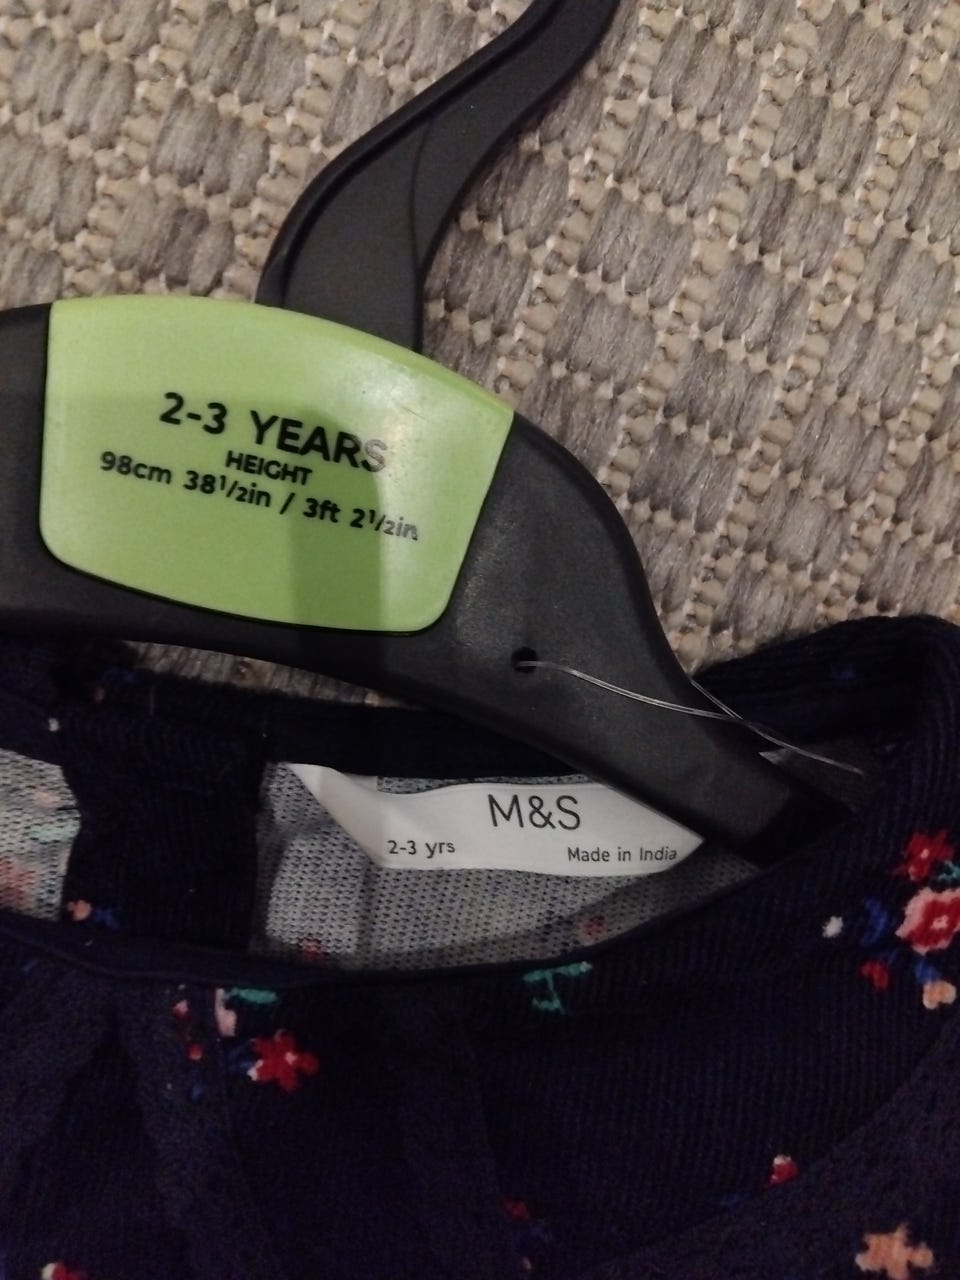 2-3 YEARS
HEIGHT
98cm 38½in / 3ft 2½in
M&S
2-3 yrs
Made in India